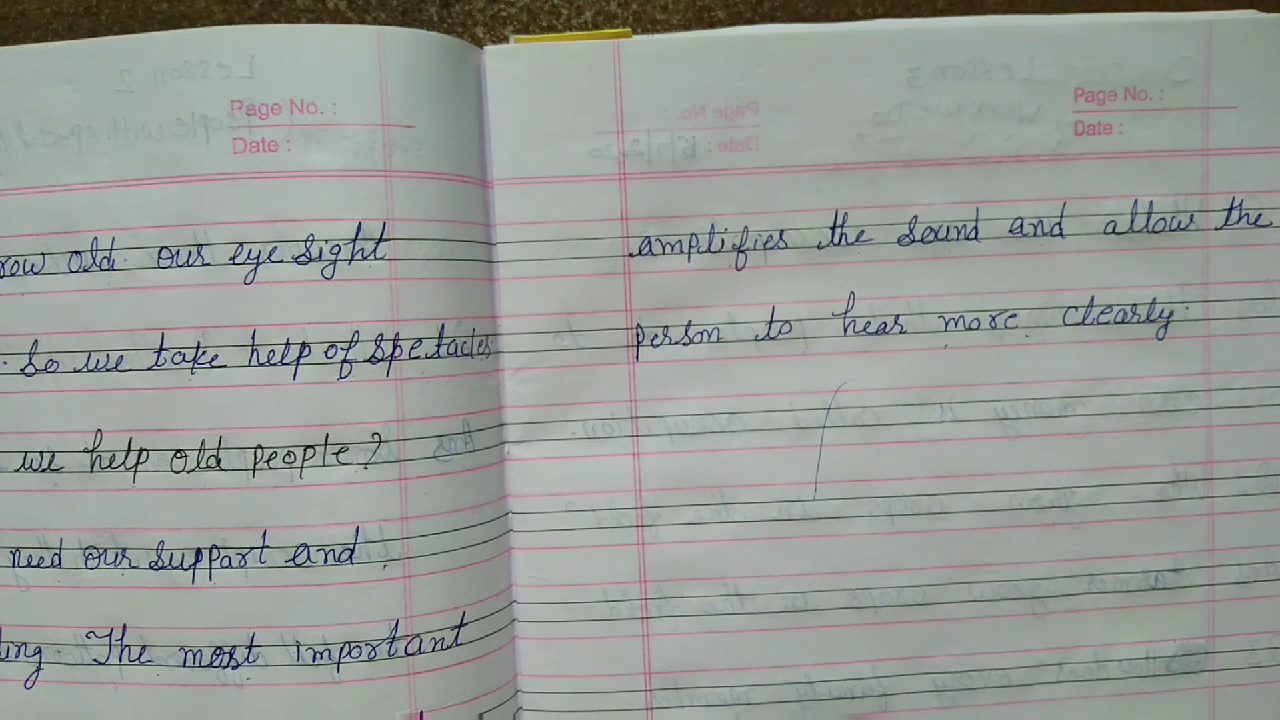 Page No. :
Date :
row old. our eye sight
. So we take help of spetacles
we help old people?
need our support and
ing. The most important
Page No. :
Date :
amplifies the sound and allow the
person to hear more clearly.